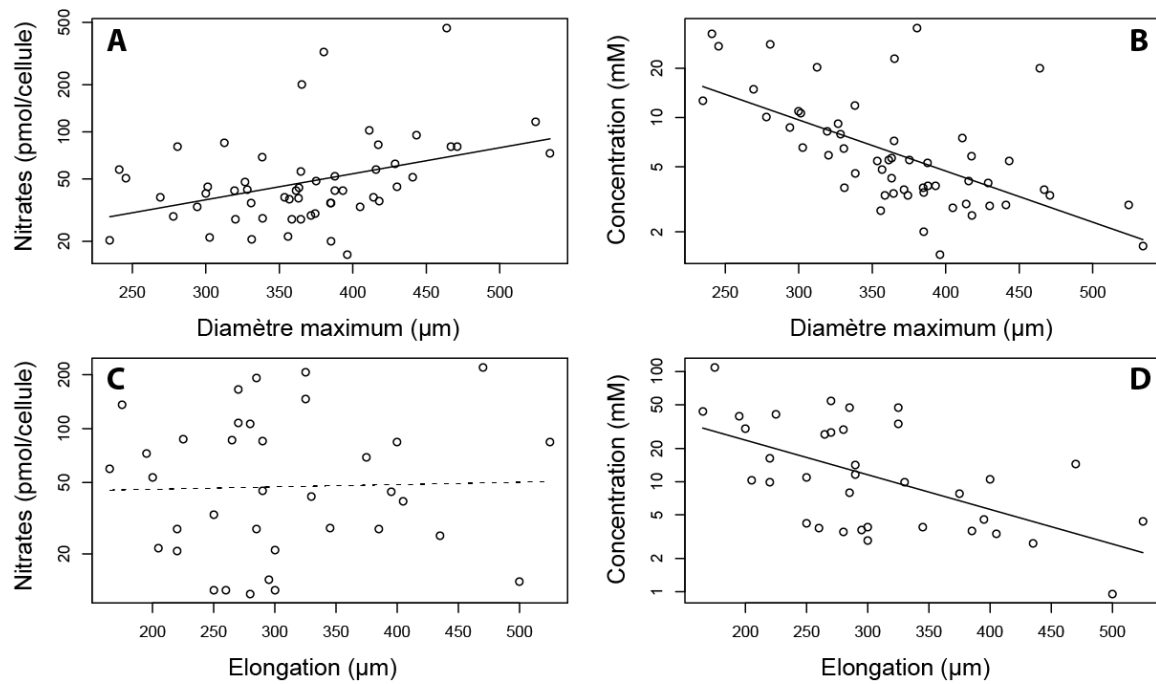 A
Nitrates (pmol/cellule)
500
200
100
50
20
250 300 350 400 450 500
Diamètre maximum (µm)
B
Concentration (mM)
20
10
5
2
250 300 350 400 450 500
Diamètre maximum (µm)
C
Nitrates (pmol/cellule)
200
100
50
20
200 250 300 350 400 450 500
Elongation (µm)
D
Concentration (mM)
100
50
20
10
5
2
1
200 250 300 350 400 450 500
Elongation (µm)